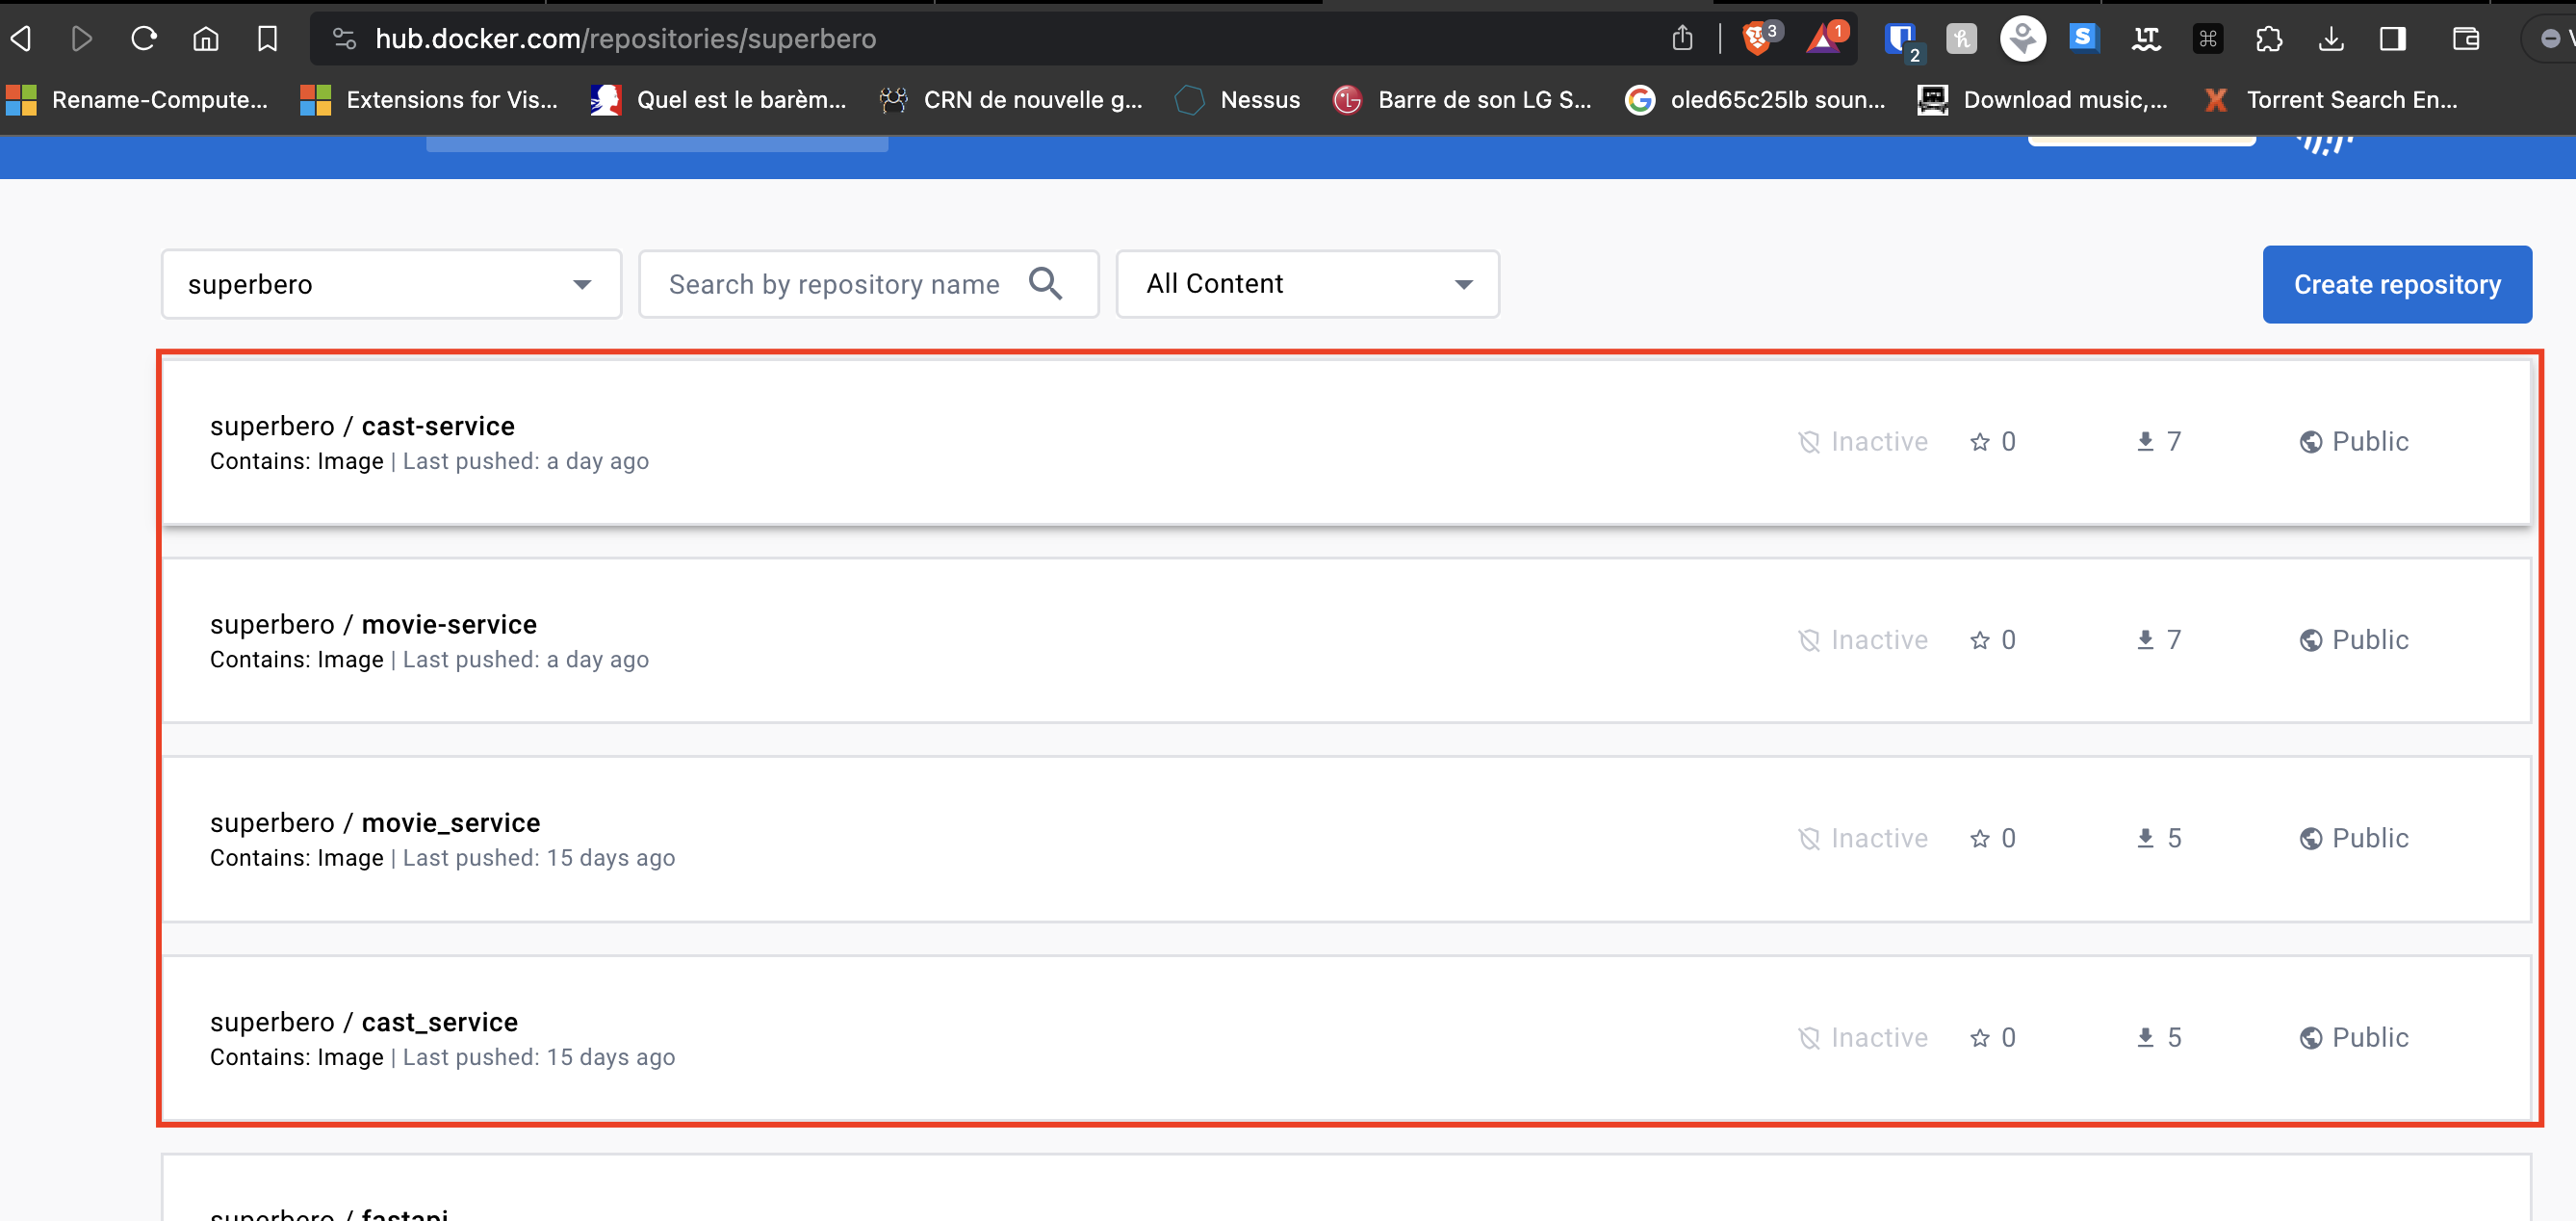 hub.docker.com/repositories/superbero
3
1
2
Rename-Compute...
Extensions for Vis...
Quel est le barèm...
CRN de nouvelle g...
Nessus
Barre de son LG S...
oled65c25lb soun...
Download music,...
Torrent Search En...
superbero
Search by repository name
All Content
Create repository
superbero / cast-service
Contains: Image | Last pushed: a day ago
Inactive
0
7
Public
superbero / movie-service
Contains: Image | Last pushed: a day ago
Inactive
0
7
Public
superbero / movie_service
Contains: Image | Last pushed: 15 days ago
Inactive
0
5
Public
superbero / cast_service
Contains: Image | Last pushed: 15 days ago
Inactive
0
5
Public
superbero / fastapi